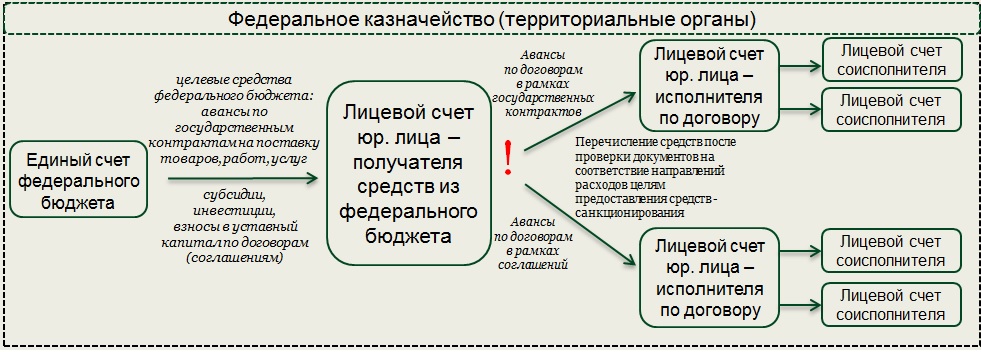 Федеральное казначейство (территориальные органы)
Единый счет
федерального
бюджета
целевые средства
федерального бюджета:
авансы по
государственным
контрактам на поставку
товаров, работ, услуг
субсидии,
инвестиции,
взносы в уставный
капитал по договорам
(соглашениям)
Лицевой счет
юр. лица –
получателя
средств из
федерального
бюджета
!
Авансы
по договорам
в рамках
государственных
контрактов
Перечисление средств после
проверки документов на
соответствие направлений
расходов целям
предоставления средств -
санкционирования
Авансы
по договорам
в рамках
соглашений
Лицевой счет
юр. лица –
исполнителя
по договору
Лицевой счет
соисполнителя
Лицевой счет
соисполнителя
Лицевой счет
юр. лица –
исполнителя
по договору
Лицевой счет
соисполнителя
Лицевой счет
соисполнителя